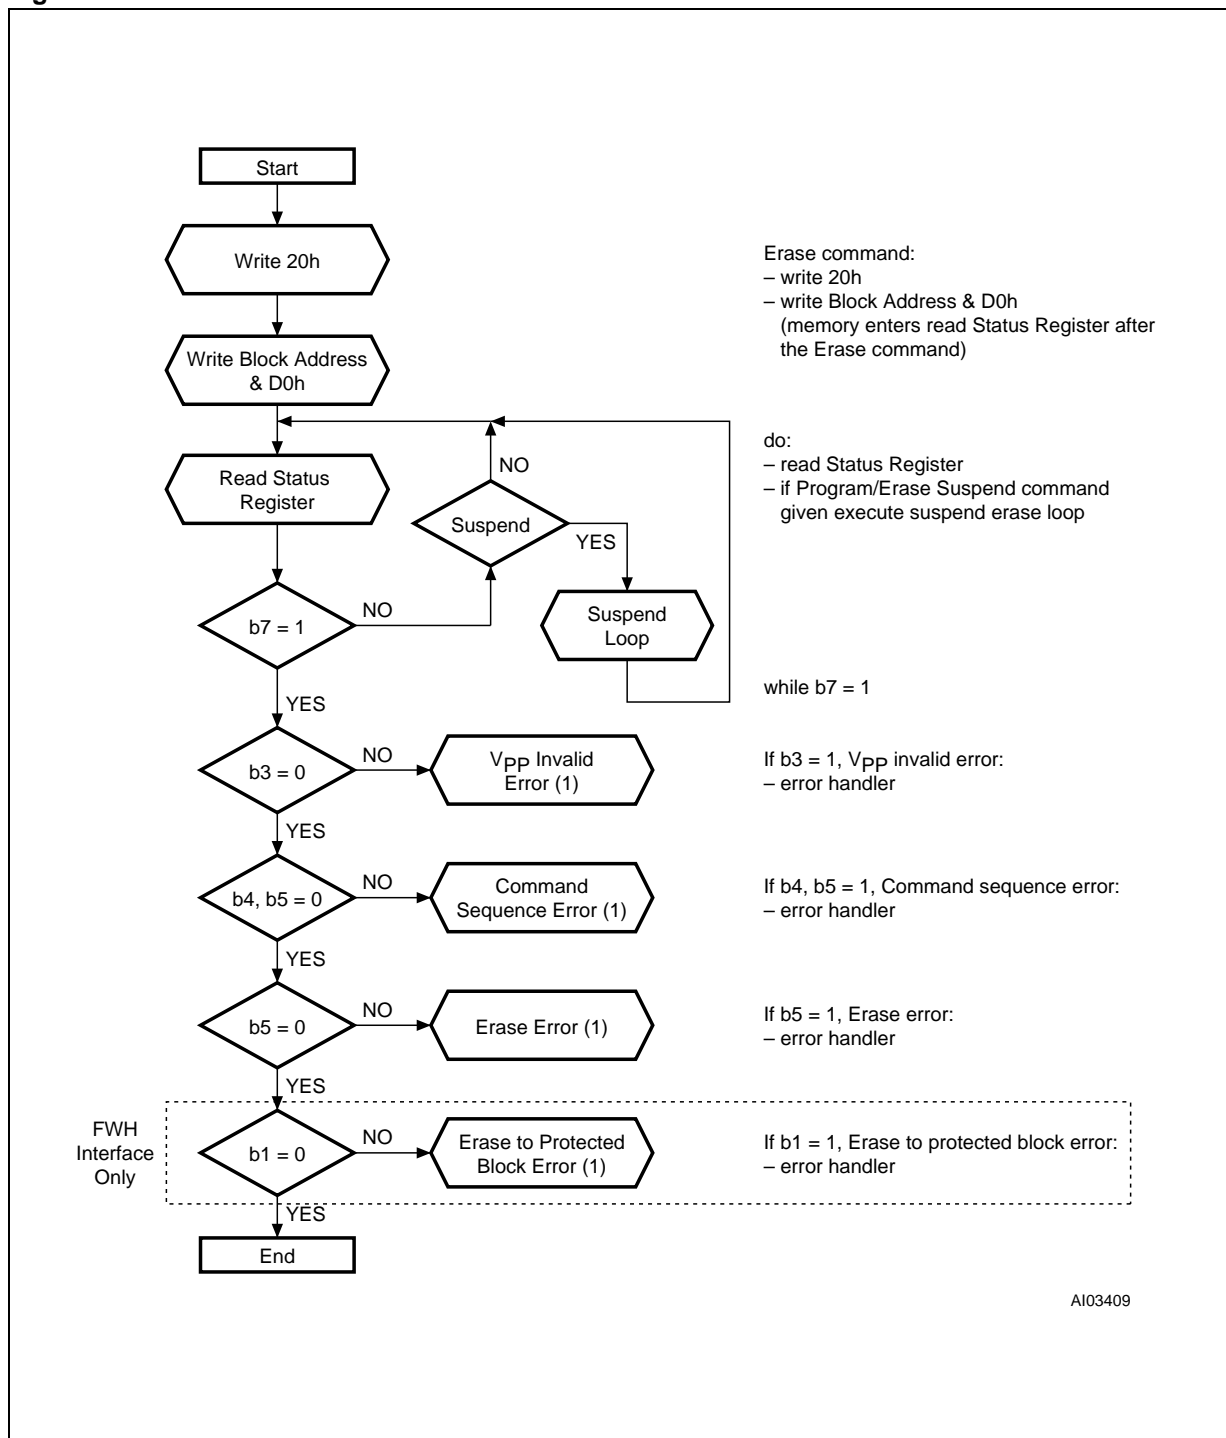 Start
Write 20h
Erase command:
– write 20h
– write Block Address & D0h
(memory enters read Status Register after
the Erase command)
Write Block Address
& D0h
do:
– read Status Register
– if Program/Erase Suspend command
given execute suspend erase loop
NO
Read Status
Register
Suspend
YES
NO
b7 = 1
Suspend
Loop
while b7 = 1
YES
NO
b3 = 0
VPP Invalid
Error (1)
If b3 = 1, VPP invalid error:
– error handler
YES
NO
b4, b5 = 0
Command
Sequence Error (1)
If b4, b5 = 1, Command sequence error:
– error handler
YES
NO
b5 = 0
Erase Error (1)
If b5 = 1, Erase error:
– error handler
YES
FWH
Interface
Only
NO
b1 = 0
Erase to Protected
Block Error (1)
If b1 = 1, Erase to protected block error:
– error handler
YES
End
AI03409